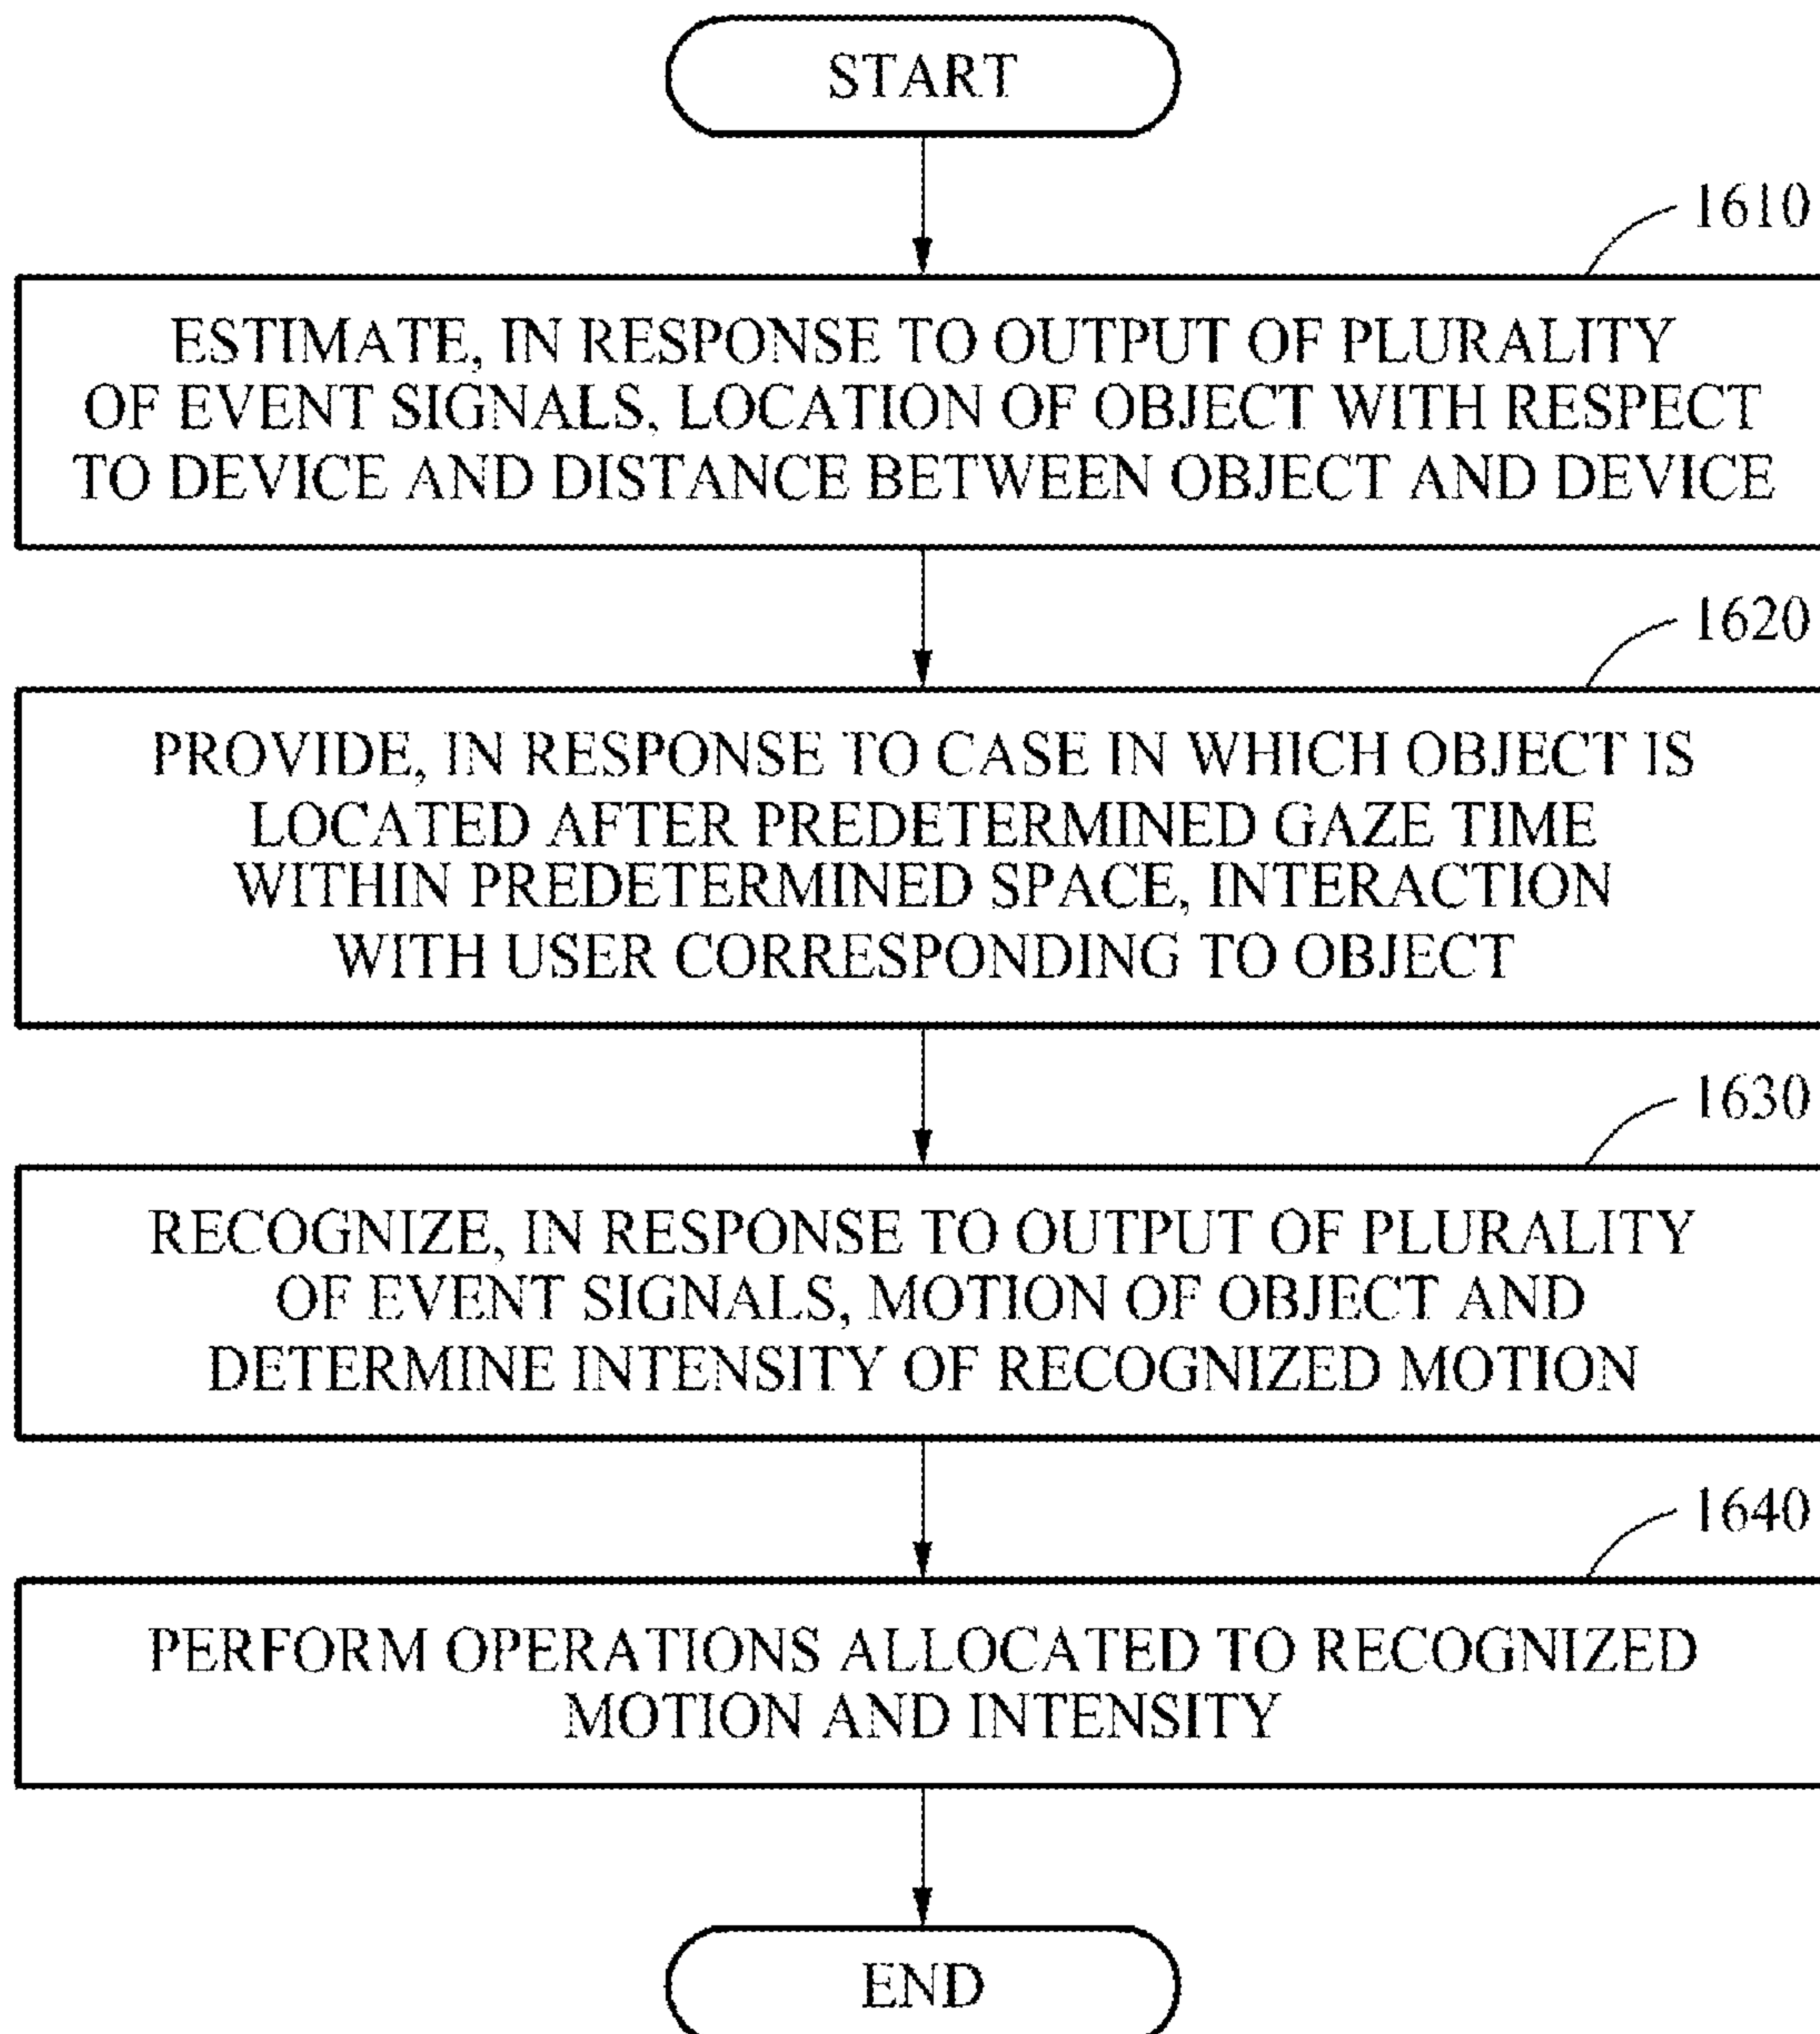 START
1610
ESTIMATE, IN RESPONSE TO OUTPUT OF PLURALITY
OF EVENT SIGNALS, LOCATION OF OBJECT WITH RESPECT
TO DEVICE AND DISTANCE BETWEEN OBJECT AND DEVICE
1620
PROVIDE, IN RESPONSE TO CASE IN WHICH OBJECT IS
LOCATED AFTER PREDETERMINED GAZE TIME
WITHIN PREDETERMINED SPACE, INTERACTION
WITH USER CORRESPONDING TO OBJECT
1630
RECOGNIZE, IN RESPONSE TO OUTPUT OF PLURALITY
OF EVENT SIGNALS, MOTION OF OBJECT AND
DETERMINE INTENSITY OF RECOGNIZED MOTION
1640
PERFORM OPERATIONS ALLOCATED TO RECOGNIZED
MOTION AND INTENSITY
END